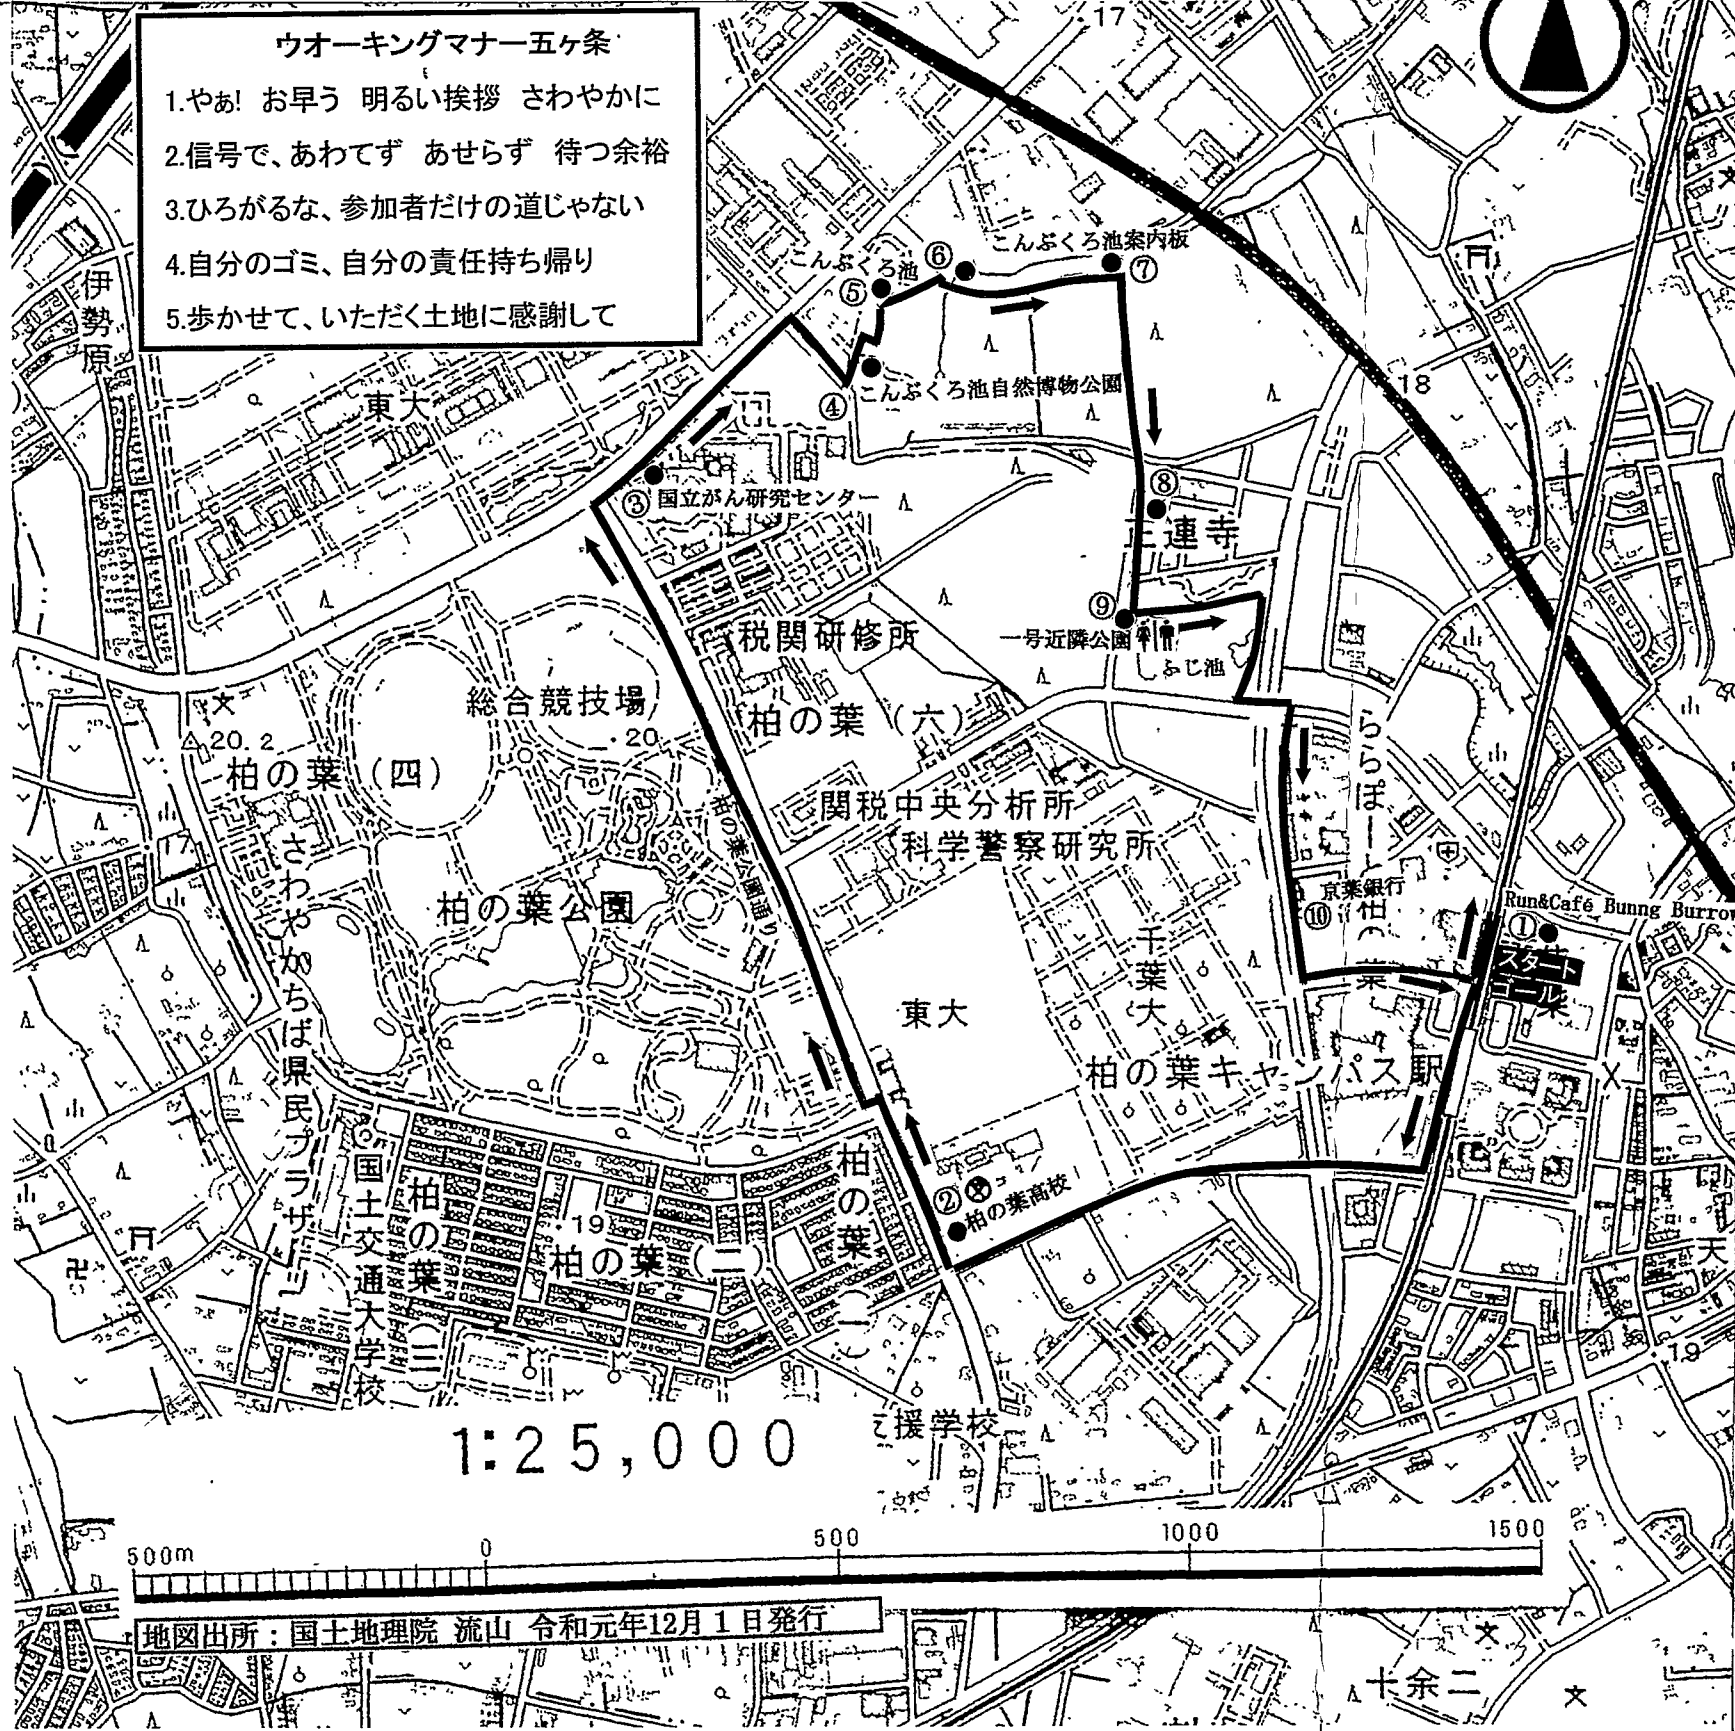 ウオーキングマナー五ヶ条
1.やぁ! お早う 明るい挨拶 さわやかに
2.信号で、あわてず あせらず 待つ余裕
3.ひろがるな、参加者だけの道じゃない
4.自分のゴミ、自分の責任持ち帰り
5.歩かせて、いただく土地に感謝して
17
伊勢原
東大
こんぶくろ池
⑤
⑥
こんぶくろ池案内板
⑦
18
④
こんぶくろ池自然博物公園
③
国立がん研究センター
⑧
正連寺
⑨
一号近隣公園
ふじ池
税関研修所
総合競技場
・20
柏の葉(六)
20.2
柏の葉(四)
17
さわやかちば県民プラザ
関税中央分析所
科学警察研究所
柏の葉公園通り
柏の葉公園
ららぽーと柏の葉
京葉銀行
⑩
Run&Café Bunng Burrow
①
スタート
ゴール
千葉大
東大
柏の葉キャンパス駅
②
柏の葉高校
柏の葉(一)
柏の葉(二)
・19
柏の葉(三)
国土交通大学校
支援学校
・19
天
1:25,000
500m 0 500 1000 1500
地図出所：国土地理院 流山 令和元年12月1日発行
十余二